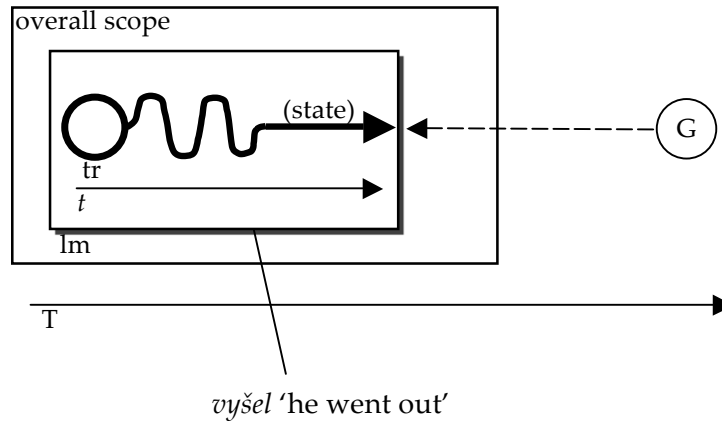 overall scope
(state)
G
tr
t
lm
T
vyšel ‘he went out’